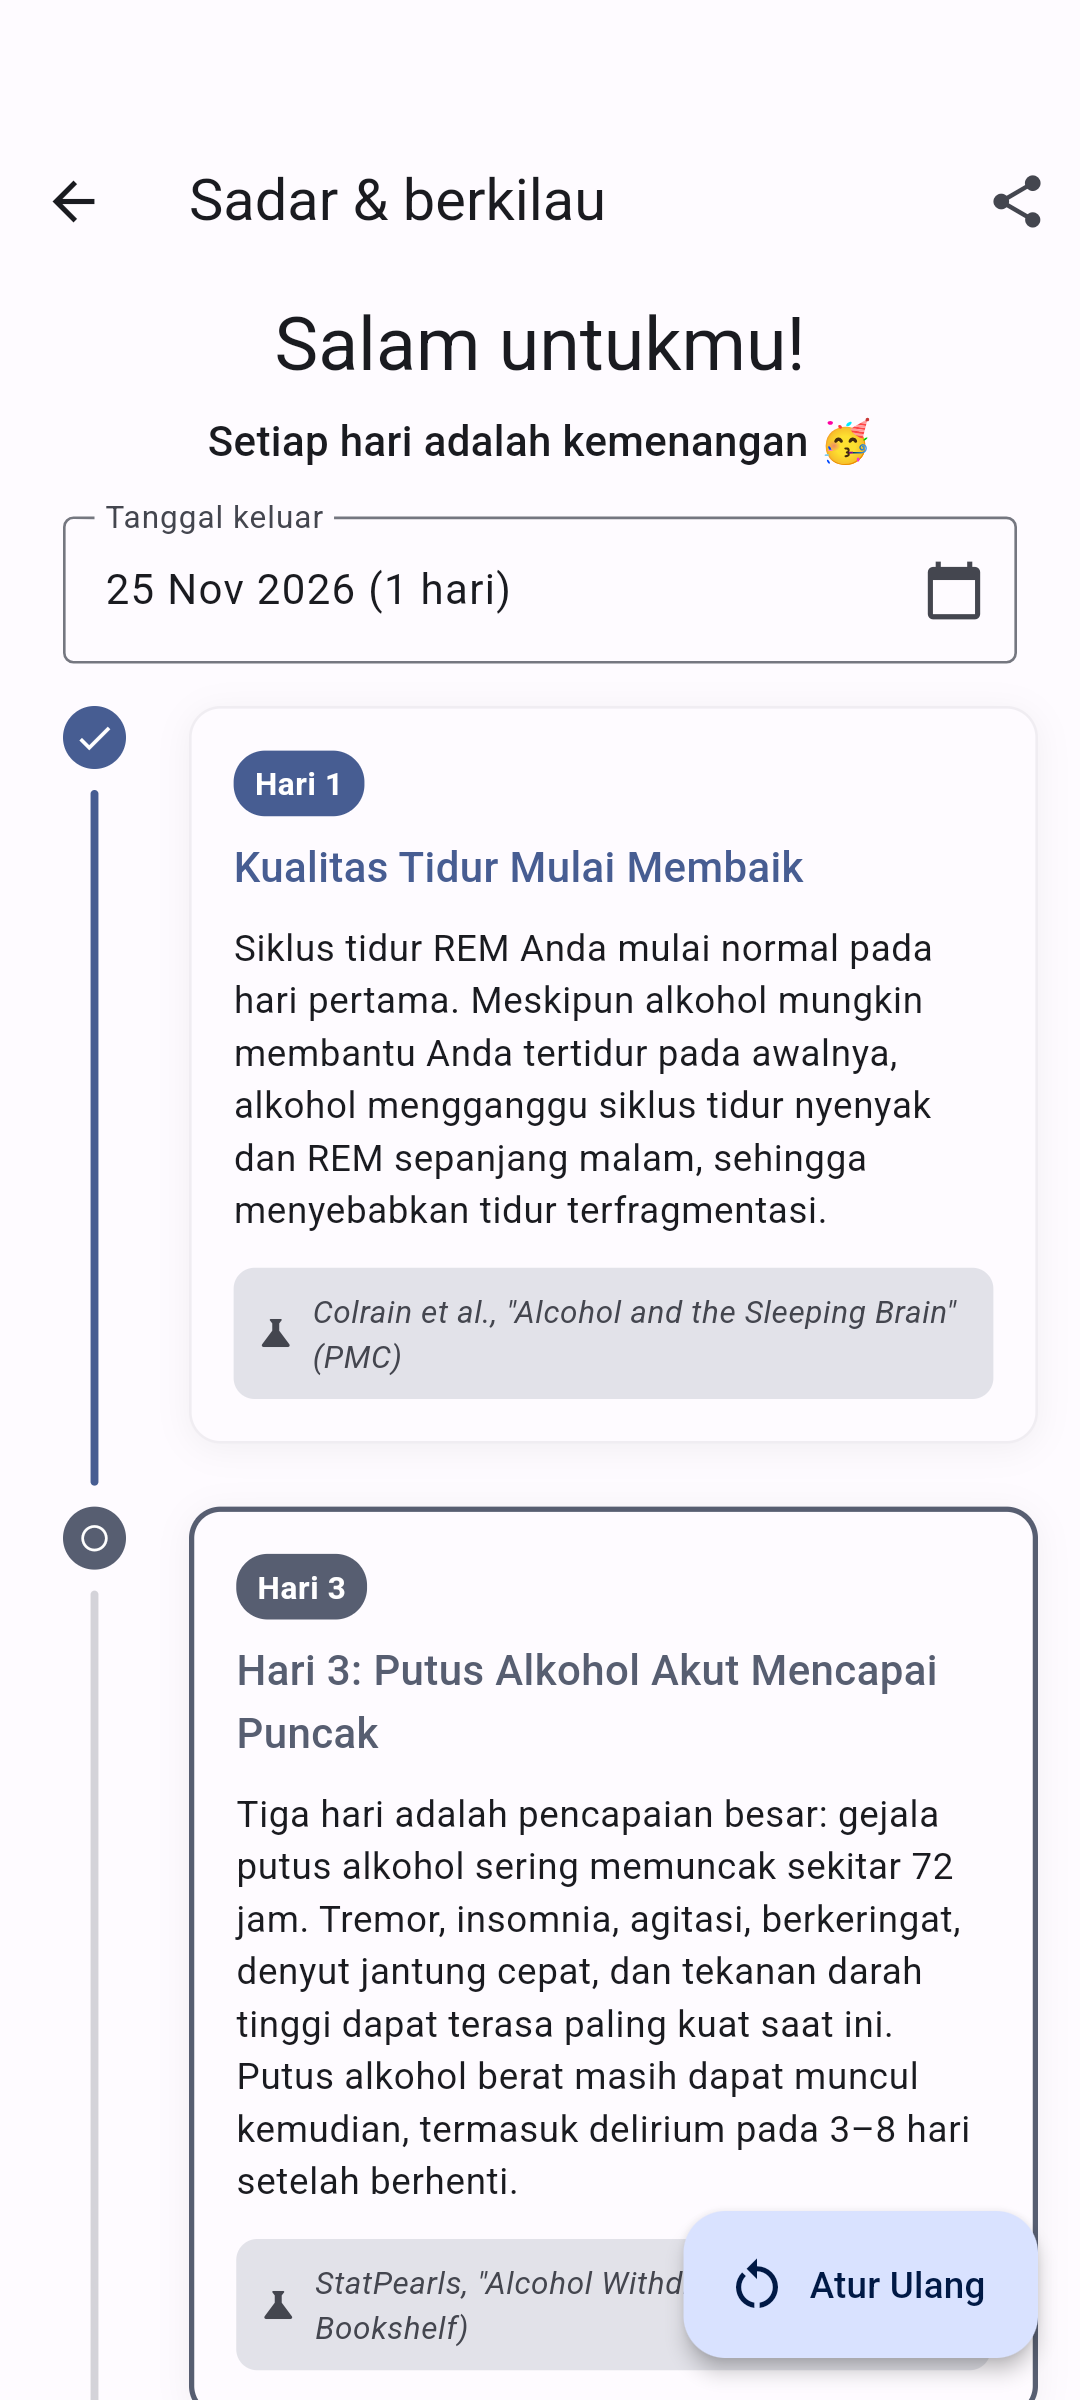 Sadar & berkilau
Salam untukmu!
Setiap hari adalah kemenangan 🥳
Tanggal keluar
25 Nov 2026 (1 hari)
Hari 1
Kualitas Tidur Mulai Membaik
Siklus tidur REM Anda mulai normal pada
hari pertama. Meskipun alkohol mungkin
membantu Anda tertidur pada awalnya,
alkohol mengganggu siklus tidur nyenyak
dan REM sepanjang malam, sehingga
menyebabkan tidur terfragmentasi.
Colrain et al., "Alcohol and the Sleeping Brain"
(PMC)
Hari 3
Hari 3: Putus Alkohol Akut Mencapai
Puncak
Tiga hari adalah pencapaian besar: gejala
putus alkohol sering memuncak sekitar 72
jam. Tremor, insomnia, agitasi, berkeringat,
denyut jantung cepat, dan tekanan darah
tinggi dapat terasa paling kuat saat ini.
Putus alkohol berat masih dapat muncul
kemudian, termasuk delirium pada 3–8 hari
setelah berhenti.
StatPearls, "Alcohol
Bookshelf)
Atur Ulang